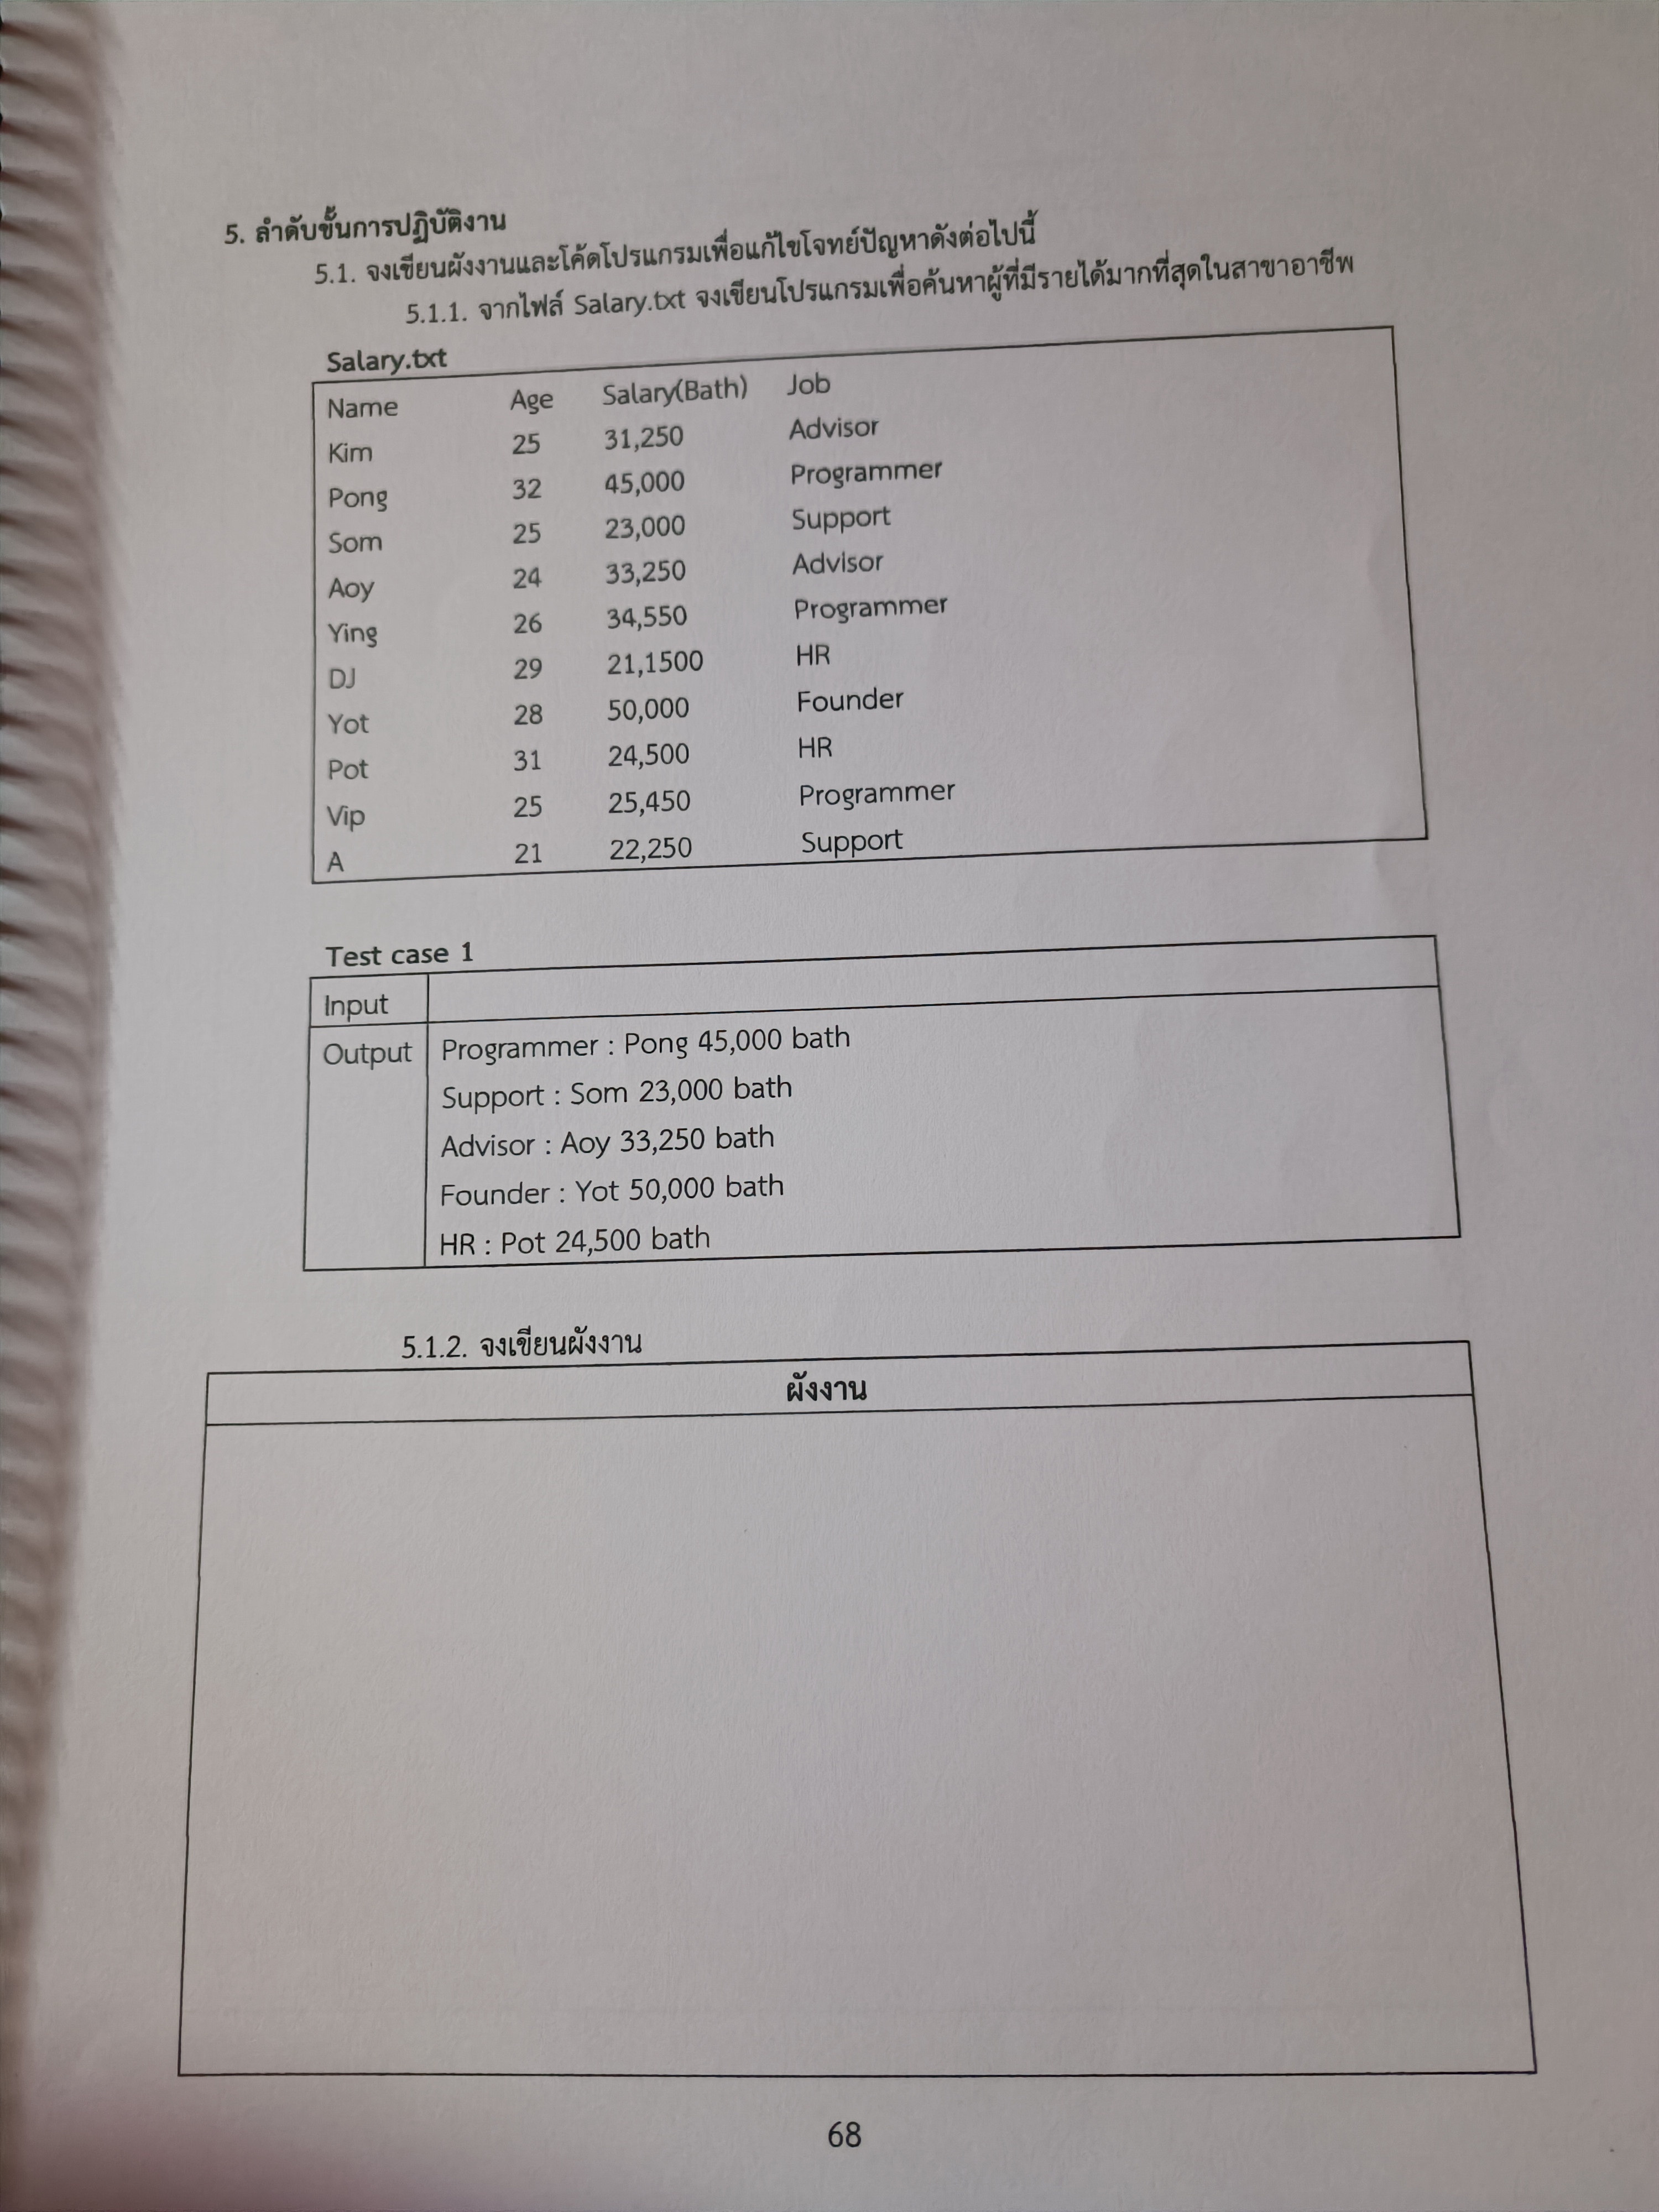 5. ลำดับขั้นการปฏิบัติงาน
5.1. จงเขียนผังงานและโค้ดโปรแกรมเพื่อแก้ไขโจทย์ปัญหาดังต่อไปนี้
5.1.1. จากไฟล์ Salary.txt จงเขียนโปรแกรมเพื่อค้นหาผู้ที่มีรายได้มากที่สุดในสาขาอาชีพ
Salary.txt
Name Age Salary(Bath) Job
Kim 25 31,250 Advisor
Pong 32 45,000 Programmer
Som 25 23,000 Support
Aoy 24 33,250 Advisor
Ying 26 34,550 Programmer
DJ 29 21,1500 HR
Yot 28 50,000 Founder
Pot 31 24,500 HR
Vip 25 25,450 Programmer
A 21 22,250 Support
Test case 1
Input
Output Programmer : Pong 45,000 bath
Support : Som 23,000 bath
Advisor : Aoy 33,250 bath
Founder : Yot 50,000 bath
HR : Pot 24,500 bath
5.1.2. จงเขียนผังงาน
ผังงาน
68